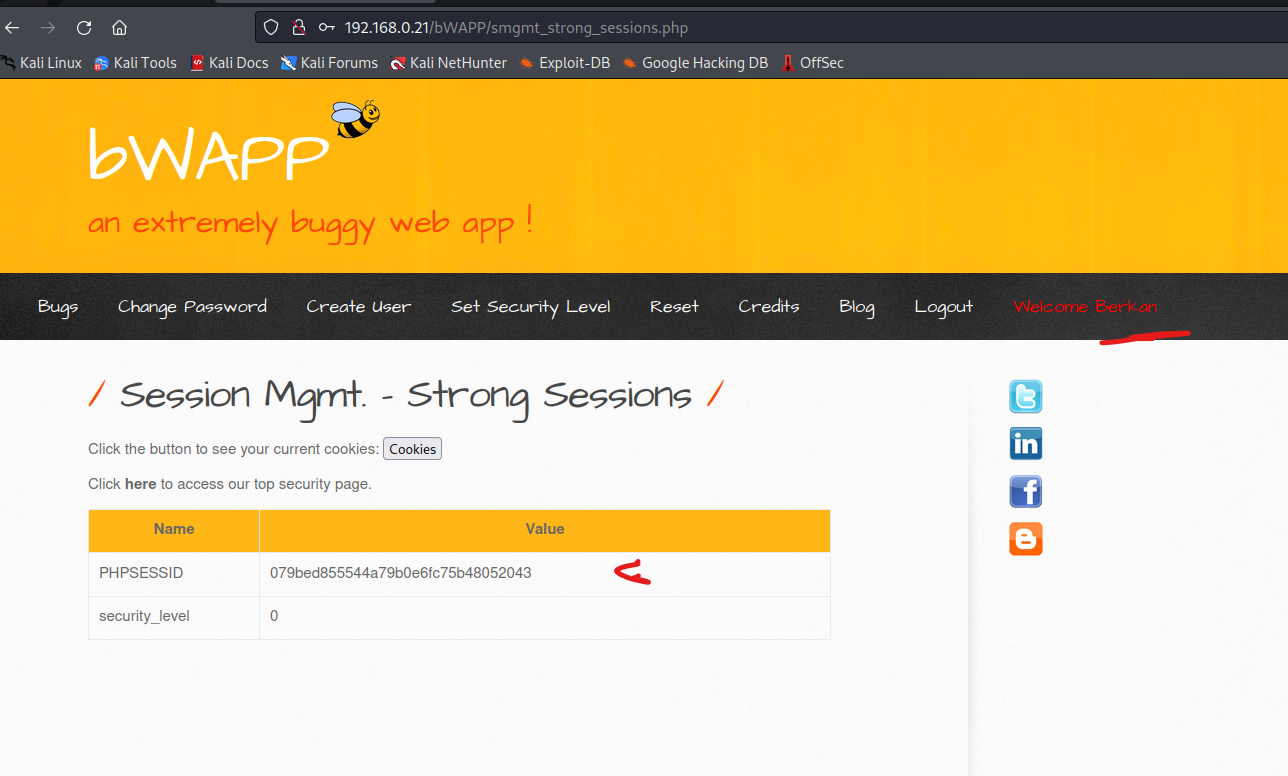 192.168.0.21/bWAPP/smgmt_strong_sessions.php
Kali Linux Kali Tools Kali Docs Kali Forums Kali NetHunter Exploit-DB Google Hacking DB OffSec
bWAPP
an extremely buggy web app !
Bugs Change Password Create User Set Security Level Reset Credits Blog Logout Welcome Berkan
/ Session Mgmt. - Strong Sessions /
Click the button to see your current cookies: Cookies
Click here to access our top security page.
Name Value
PHPSESSID 079bed855544a79b0e6fc75b48052043
security_level 0